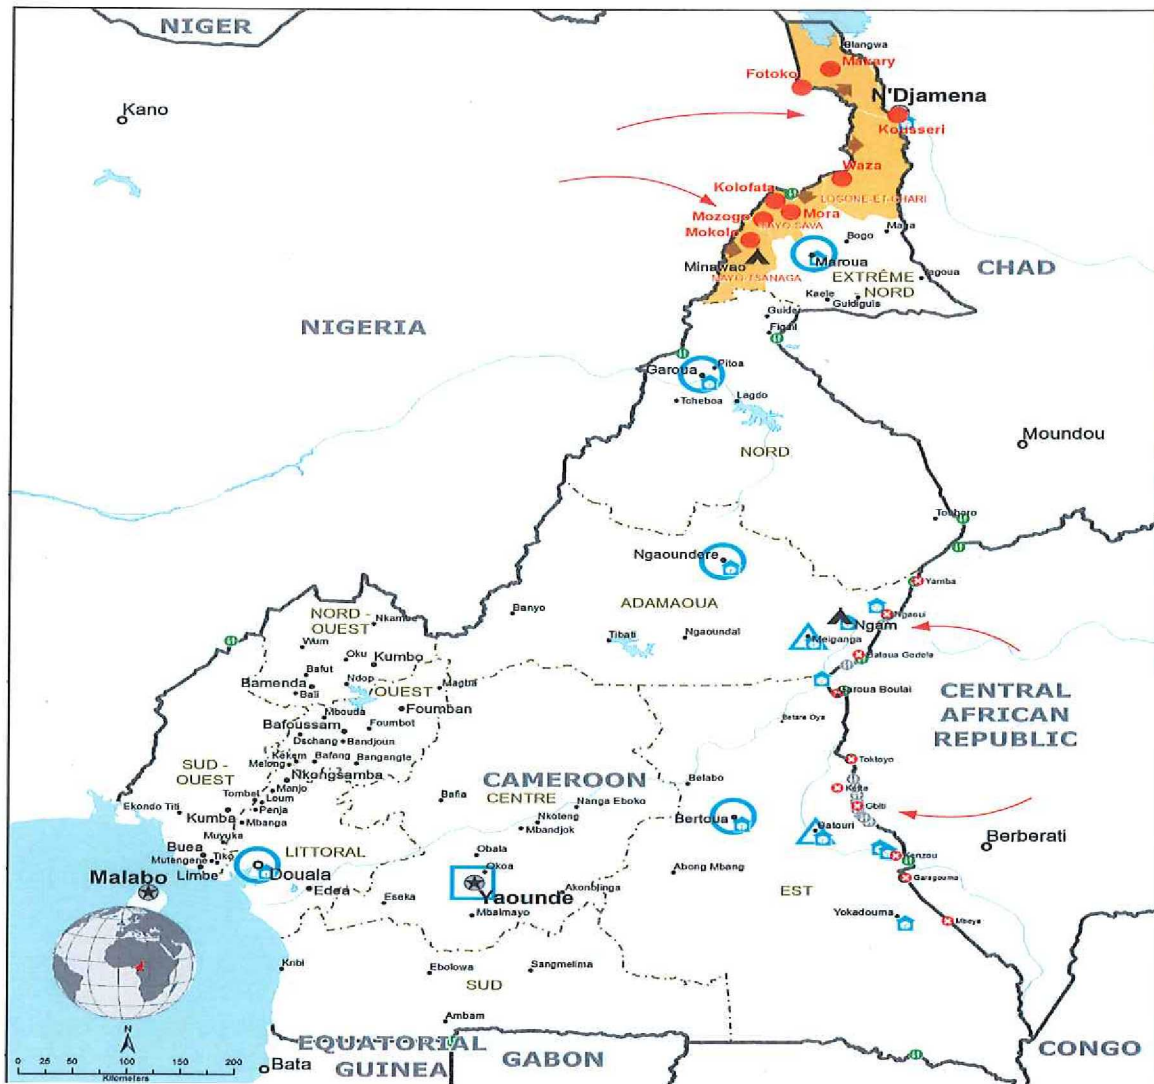 NIGER
Blangwa
Makary
Fotoko
N'Djamena
Kano
Kousseri
Waza
Kolofata
LOSONE-ET-CHARI
Mora
Mozogo
MAYO-SAVA
Maga
Bogo
Mokolo
Maroua
Minawao
CHAD
EXTRÊME
- NORD
MAYO-TSANAGA
Yagoua
Kaele
Guidiguis
Guider
NIGERIA
Figuil
Pitoa
Garoua
Tcheboa
Lagdo
Moundou
NORD
Touboro
Ngaoundere
Yamba
ADAMAOUA
NORD -
OUEST
Nkambe
Banyo
Ngaoui
Ngam
Meiganga
Tibati
Ngaoundal
Wum
Oku
Kumbo
Bafut
Ndop
Bamenda
Bali
OUEST
Magba
Garoua Boulai
CENTRAL
AFRICAN
REPUBLIC
Foumban
Mbouda
Foumbot
Bafoussam
Dschang
Bandjoun
Betare Oya
SUD -
OUEST
Kekem
Bafang
Bangangte
Melong
Nkongsamba
Toktoyo
CAMEROON
Belabo
Tombel
Manjo
Loum
Penja
Bafia
CENTRE
Nanga Eboko
Gbiti
Ekondo Titi
Kumba
Mbanga
Nkoteng
Mbandjok
Bertoua
Batouri
Berberati
Muyuka
Buea
Mutengene
Tiko
LITTORAL
Obala
Kenzou
Limbe
Douala
Okoa
Abong Mbang
Malabo
Edea
Yaounde
Akonolinga
EST
Eseka
Mbalmayo
Yokadouma
Kribi
Ebolowa
Sangmelima
SUD
N
Ambam
EQUATORIAL
GUINEA
GABON
CONGO
0 25 50 100 150 200
Kilometers
Bata